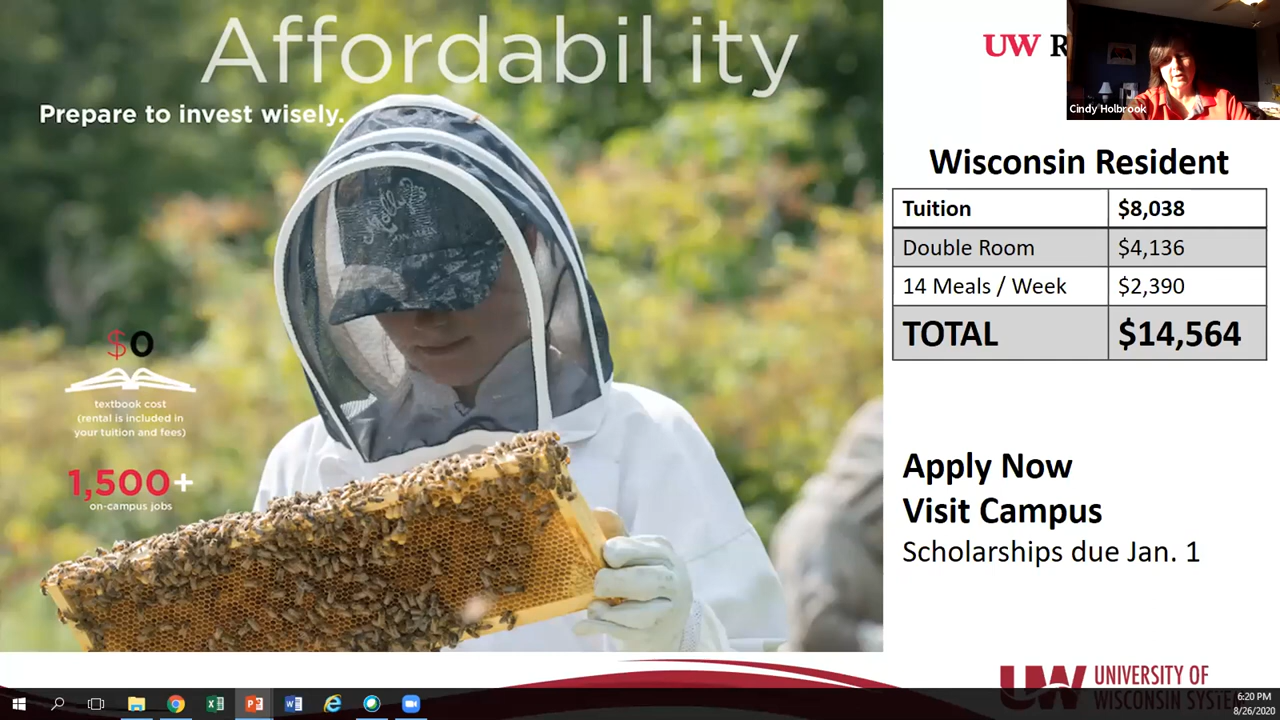 Affordabil ity
Prepare to invest wisely.
$0
textbook cost
(rental is included in
your tuition and fees)
1,500+
on-campus jobs
UW R
Cindy Holbrook
Wisconsin Resident
Tuition $8,038
Double Room $4,136
14 Meals / Week $2,390
TOTAL $14,564
Apply Now
Visit Campus
Scholarships due Jan. 1
UW UNIVERSITY OF
WISCONSIN SYSTE
6:20 PM
8/26/2020